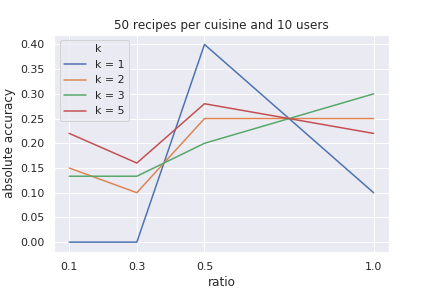 50 recipes per cuisine and 10 users
k
k = 1
k = 2
k = 3
k = 5
absolute accuracy
0.40
0.35
0.30
0.25
0.20
0.15
0.10
0.05
0.00
0.1
0.3
0.5
1.0
ratio